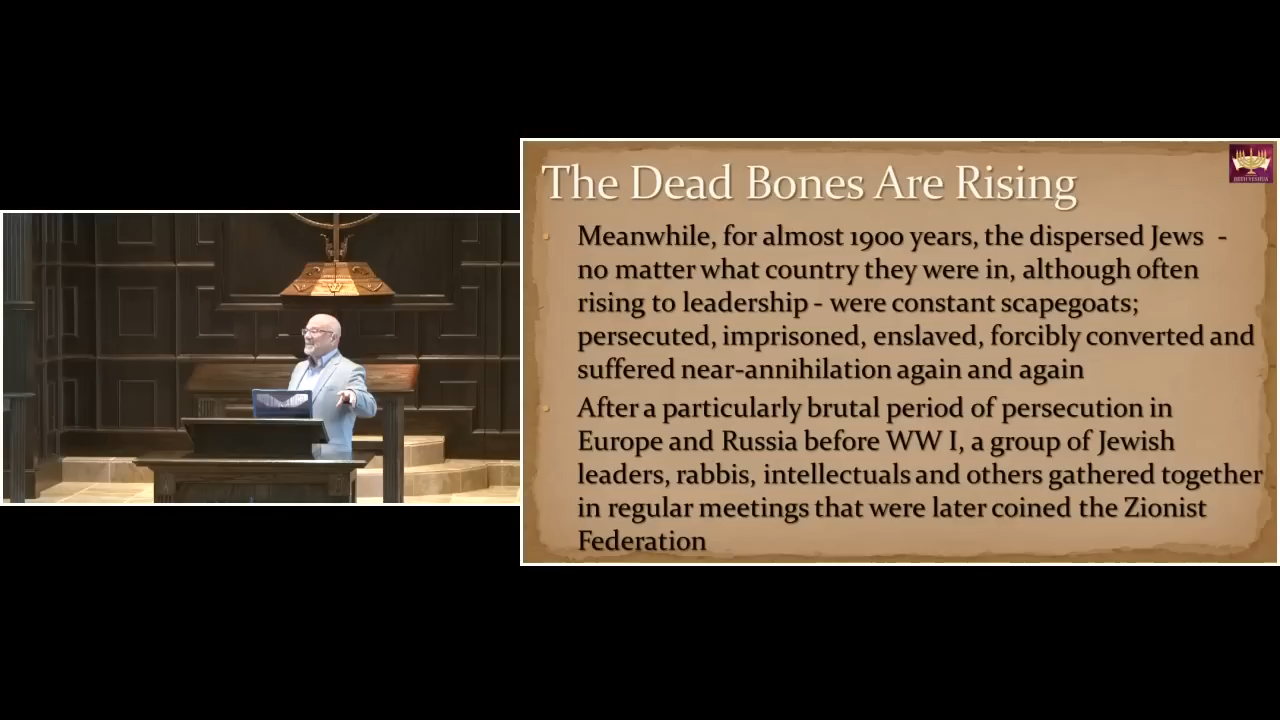 The Dead Bones Are Rising
Meanwhile, for almost 1900 years, the dispersed Jews -
no matter what country they were in, although often
rising to leadership - were constant scapegoats;
persecuted, imprisoned, enslaved, forcibly converted and
suffered near-annihilation again and again
After a particularly brutal period of persecution in
Europe and Russia before WW I, a group of Jewish
leaders, rabbis, intellectuals and others gathered together
in regular meetings that were later coined the Zionist
Federation